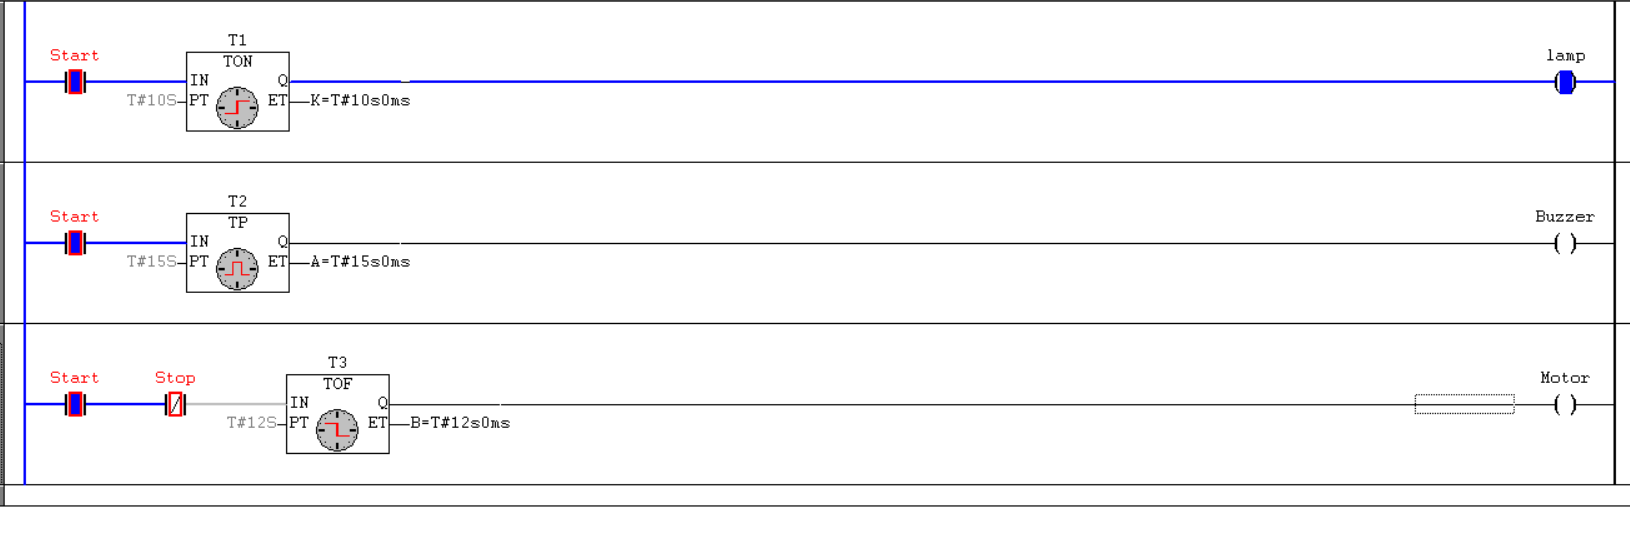 T1
Start
TON
lamp
IN Q
T#10S PT ET K=T#10s0ms
T2
Start
TP
Buzzer
IN Q
T#15S PT ET A=T#15s0ms
T3
Start Stop
TOF
Motor
IN Q
T#12S PT ET B=T#12s0ms